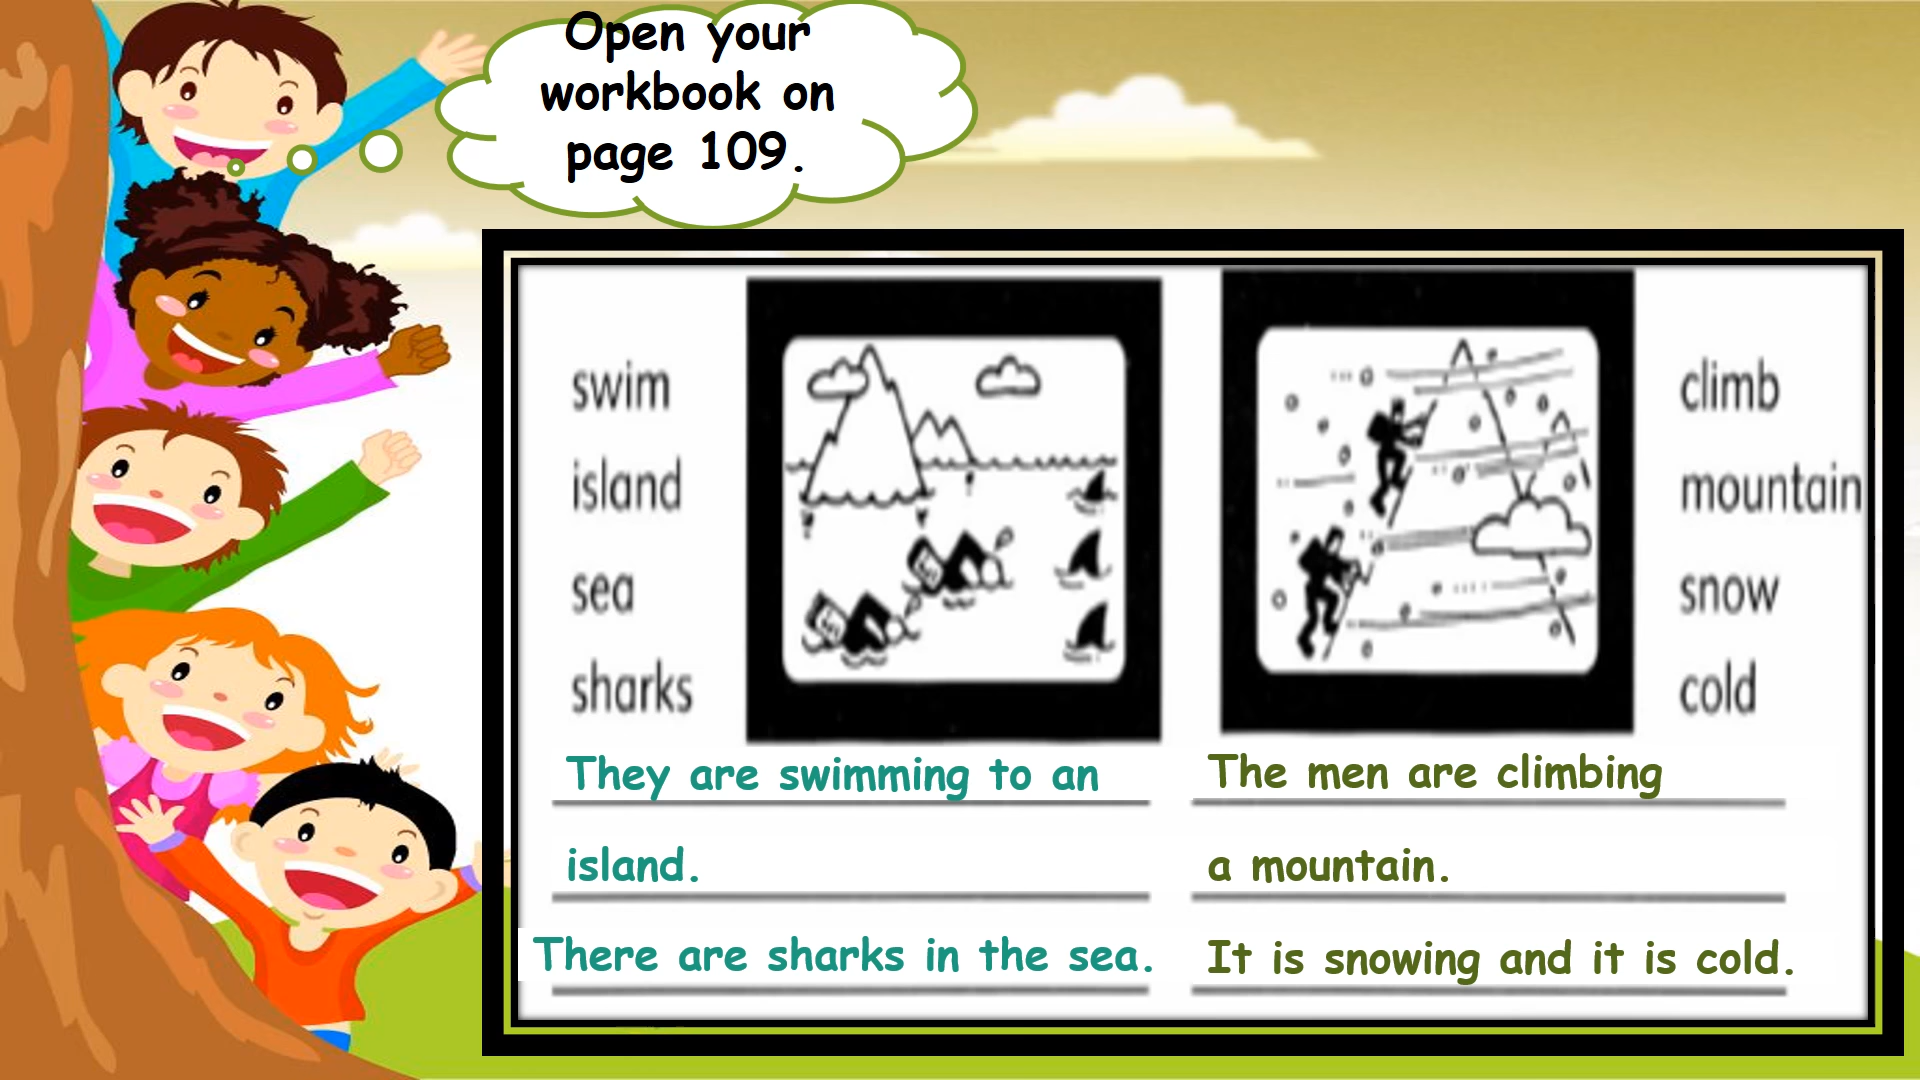 Open your
workbook on
page 109.
swim
island
sea
sharks
climb
mountain
snow
cold
They are swimming to an
island.
There are sharks in the sea.
The men are climbing
a mountain.
It is snowing and it is cold.